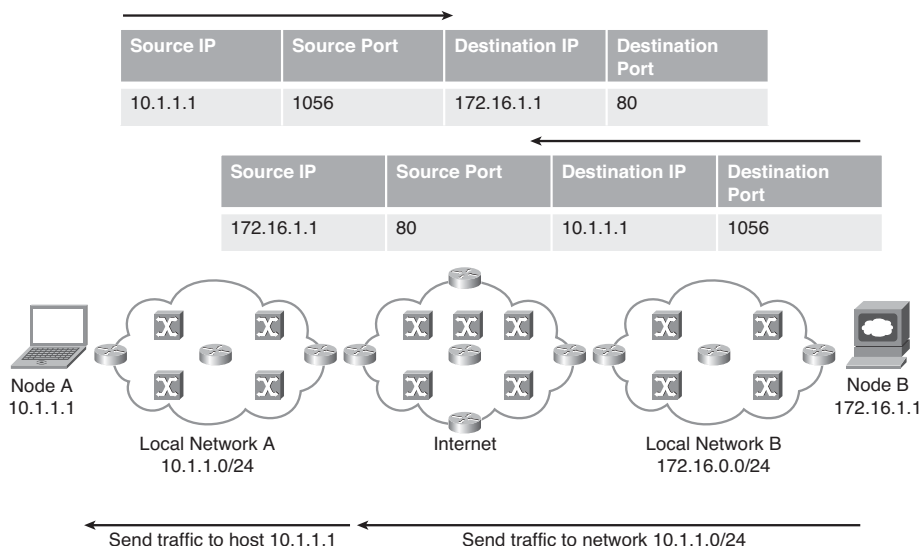 Source IP Source Port Destination IP Destination
Port
10.1.1.1 1056 172.16.1.1 80
Source IP Source Port Destination IP Destination
Port
172.16.1.1 80 10.1.1.1 1056
Node A
10.1.1.1
Local Network A
10.1.1.0/24
Internet
Local Network B
172.16.0.0/24
Node B
172.16.1.1
Send traffic to host 10.1.1.1 Send traffic to network 10.1.1.0/24